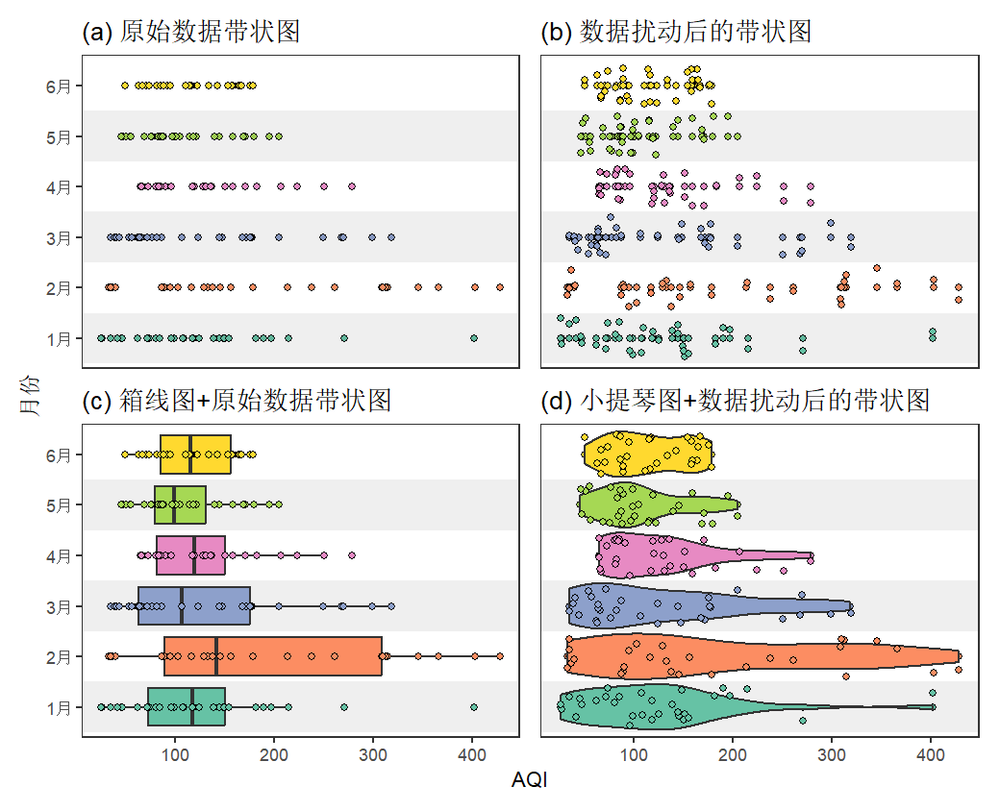 (a) 原始数据带状图
(b) 数据扰动后的带状图
6月
5月
4月
3月
2月
1月
月份
(c) 箱线图+原始数据带状图
(d) 小提琴图+数据扰动后的带状图
6月
5月
4月
3月
2月
1月
100 200 300 400
100 200 300 400
AQI